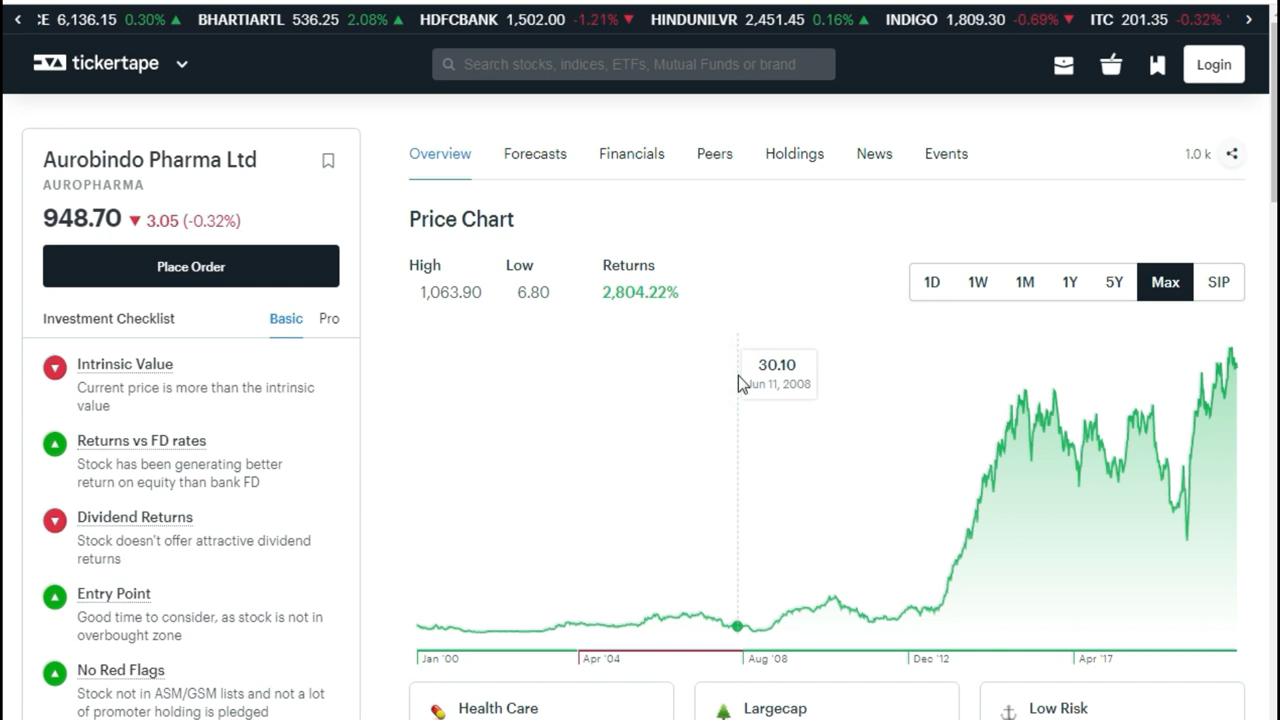 CE 6,136.15 0.30% BHARTIARTL 536.25 2.08% HDFCBANK 1,502.00 -1.21% HINDUNILVR 2,451.45 0.16% INDIGO 1,809.30 -0.69% ITC 201.35 -0.32%
tickertape
Search stocks, indices, ETFs, Mutual Funds or brand
Login
Aurobindo Pharma Ltd
AUROPHARMA
948.70 3.05 (-0.32%)
Place Order
Investment Checklist Basic Pro
Intrinsic Value
Current price is more than the intrinsic
value
Returns vs FD rates
Stock has been generating better
return on equity than bank FD
Dividend Returns
Stock doesn't offer attractive dividend
returns
Entry Point
Good time to consider, as stock is not in
overbought zone
No Red Flags
Stock not in ASM/GSM lists and not a lot
of promoter holding is pledged
Overview Forecasts Financials Peers Holdings News Events
1.0 k
Price Chart
High Low Returns
1,063.90 6.80 2,804.22%
1D 1W 1M 1Y 5Y Max SIP
30.10
Jun 11, 2008
Jan '00 Apr '04 Aug '08 Dec '12 Apr '17
Health Care Largecap Low Risk